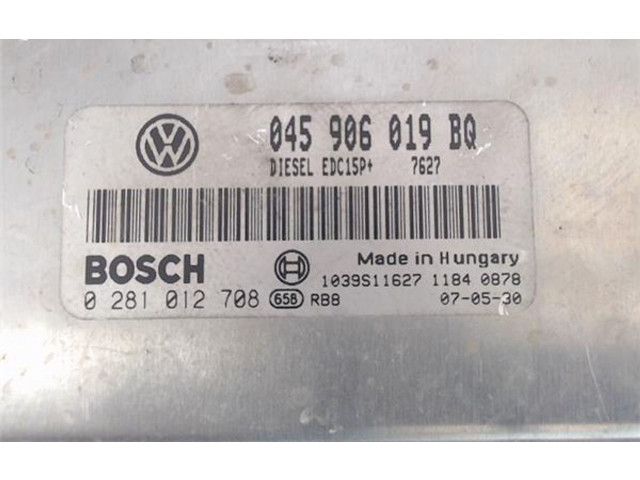 045 906 019 BQ
DIESEL EDC15P+ 7627
BOSCH
Made in Hungary
1039S11627 1184 0878
0 281 012 708 658 RB8 07-05-30